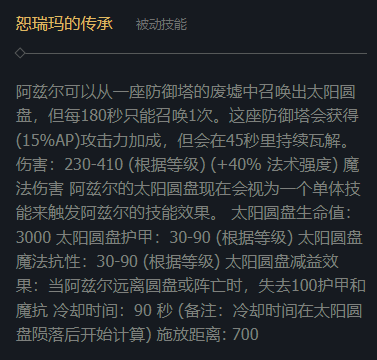 恕瑞玛的传承 被动技能
阿兹尔可以从一座防御塔的废墟中召唤出太阳圆
盘，但每180秒只能召唤1次。这座防御塔会获得
(15%AP)攻击力加成，但会在45秒里持续瓦解。
伤害：230-410 (根据等级) (+40% 法术强度) 魔
法伤害 阿兹尔的太阳圆盘现在会视为一个单体技
能来触发阿兹尔的技能效果。 太阳圆盘生命值：
3000 太阳圆盘护甲：30-90 (根据等级) 太阳圆盘
魔法抗性：30-90 (根据等级) 太阳圆盘减益效
果：当阿兹尔远离圆盘或阵亡时，失去100护甲和
魔抗 冷却时间：90 秒 (备注：冷却时间在太阳圆
盘陨落后开始计算) 施放距离: 700